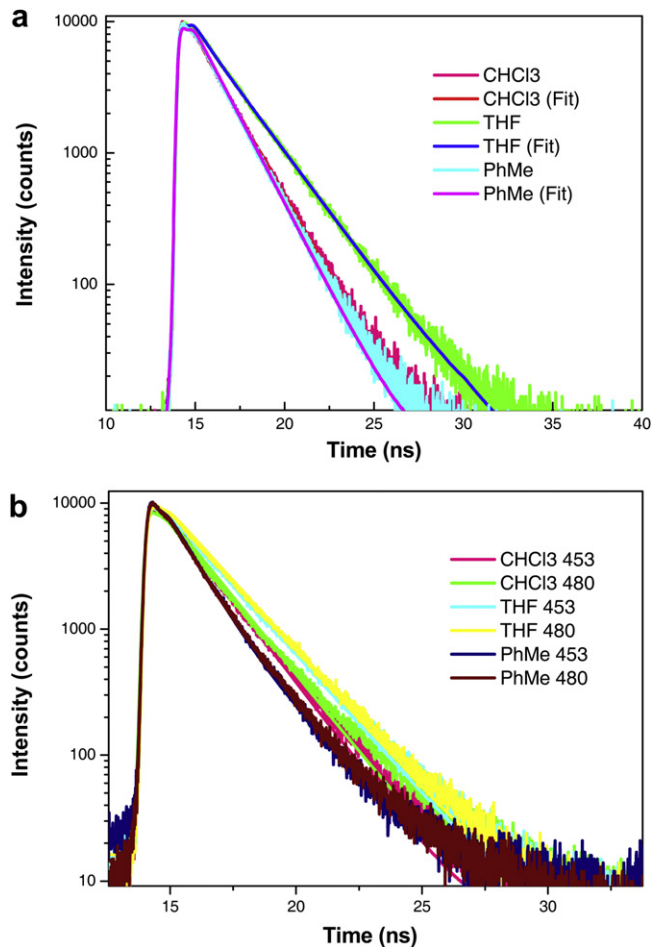 a
10000
1000
100
Intensity (counts)
CHCl3
CHCl3 (Fit)
THF
THF (Fit)
PhMe
PhMe (Fit)
10 15 20 25 30 35 40
Time (ns)
b
10000
1000
100
10
Intensity (counts)
CHCl3 453
CHCl3 480
THF 453
THF 480
PhMe 453
PhMe 480
15 20 25 30
Time (ns)